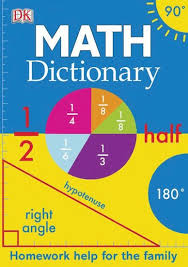 DK
90°
MATH
Dictionary
1/4
1/8
1/8
1/2
half
1/6
1/3
hypotenuse
180°
right
angle
Homework help for the family